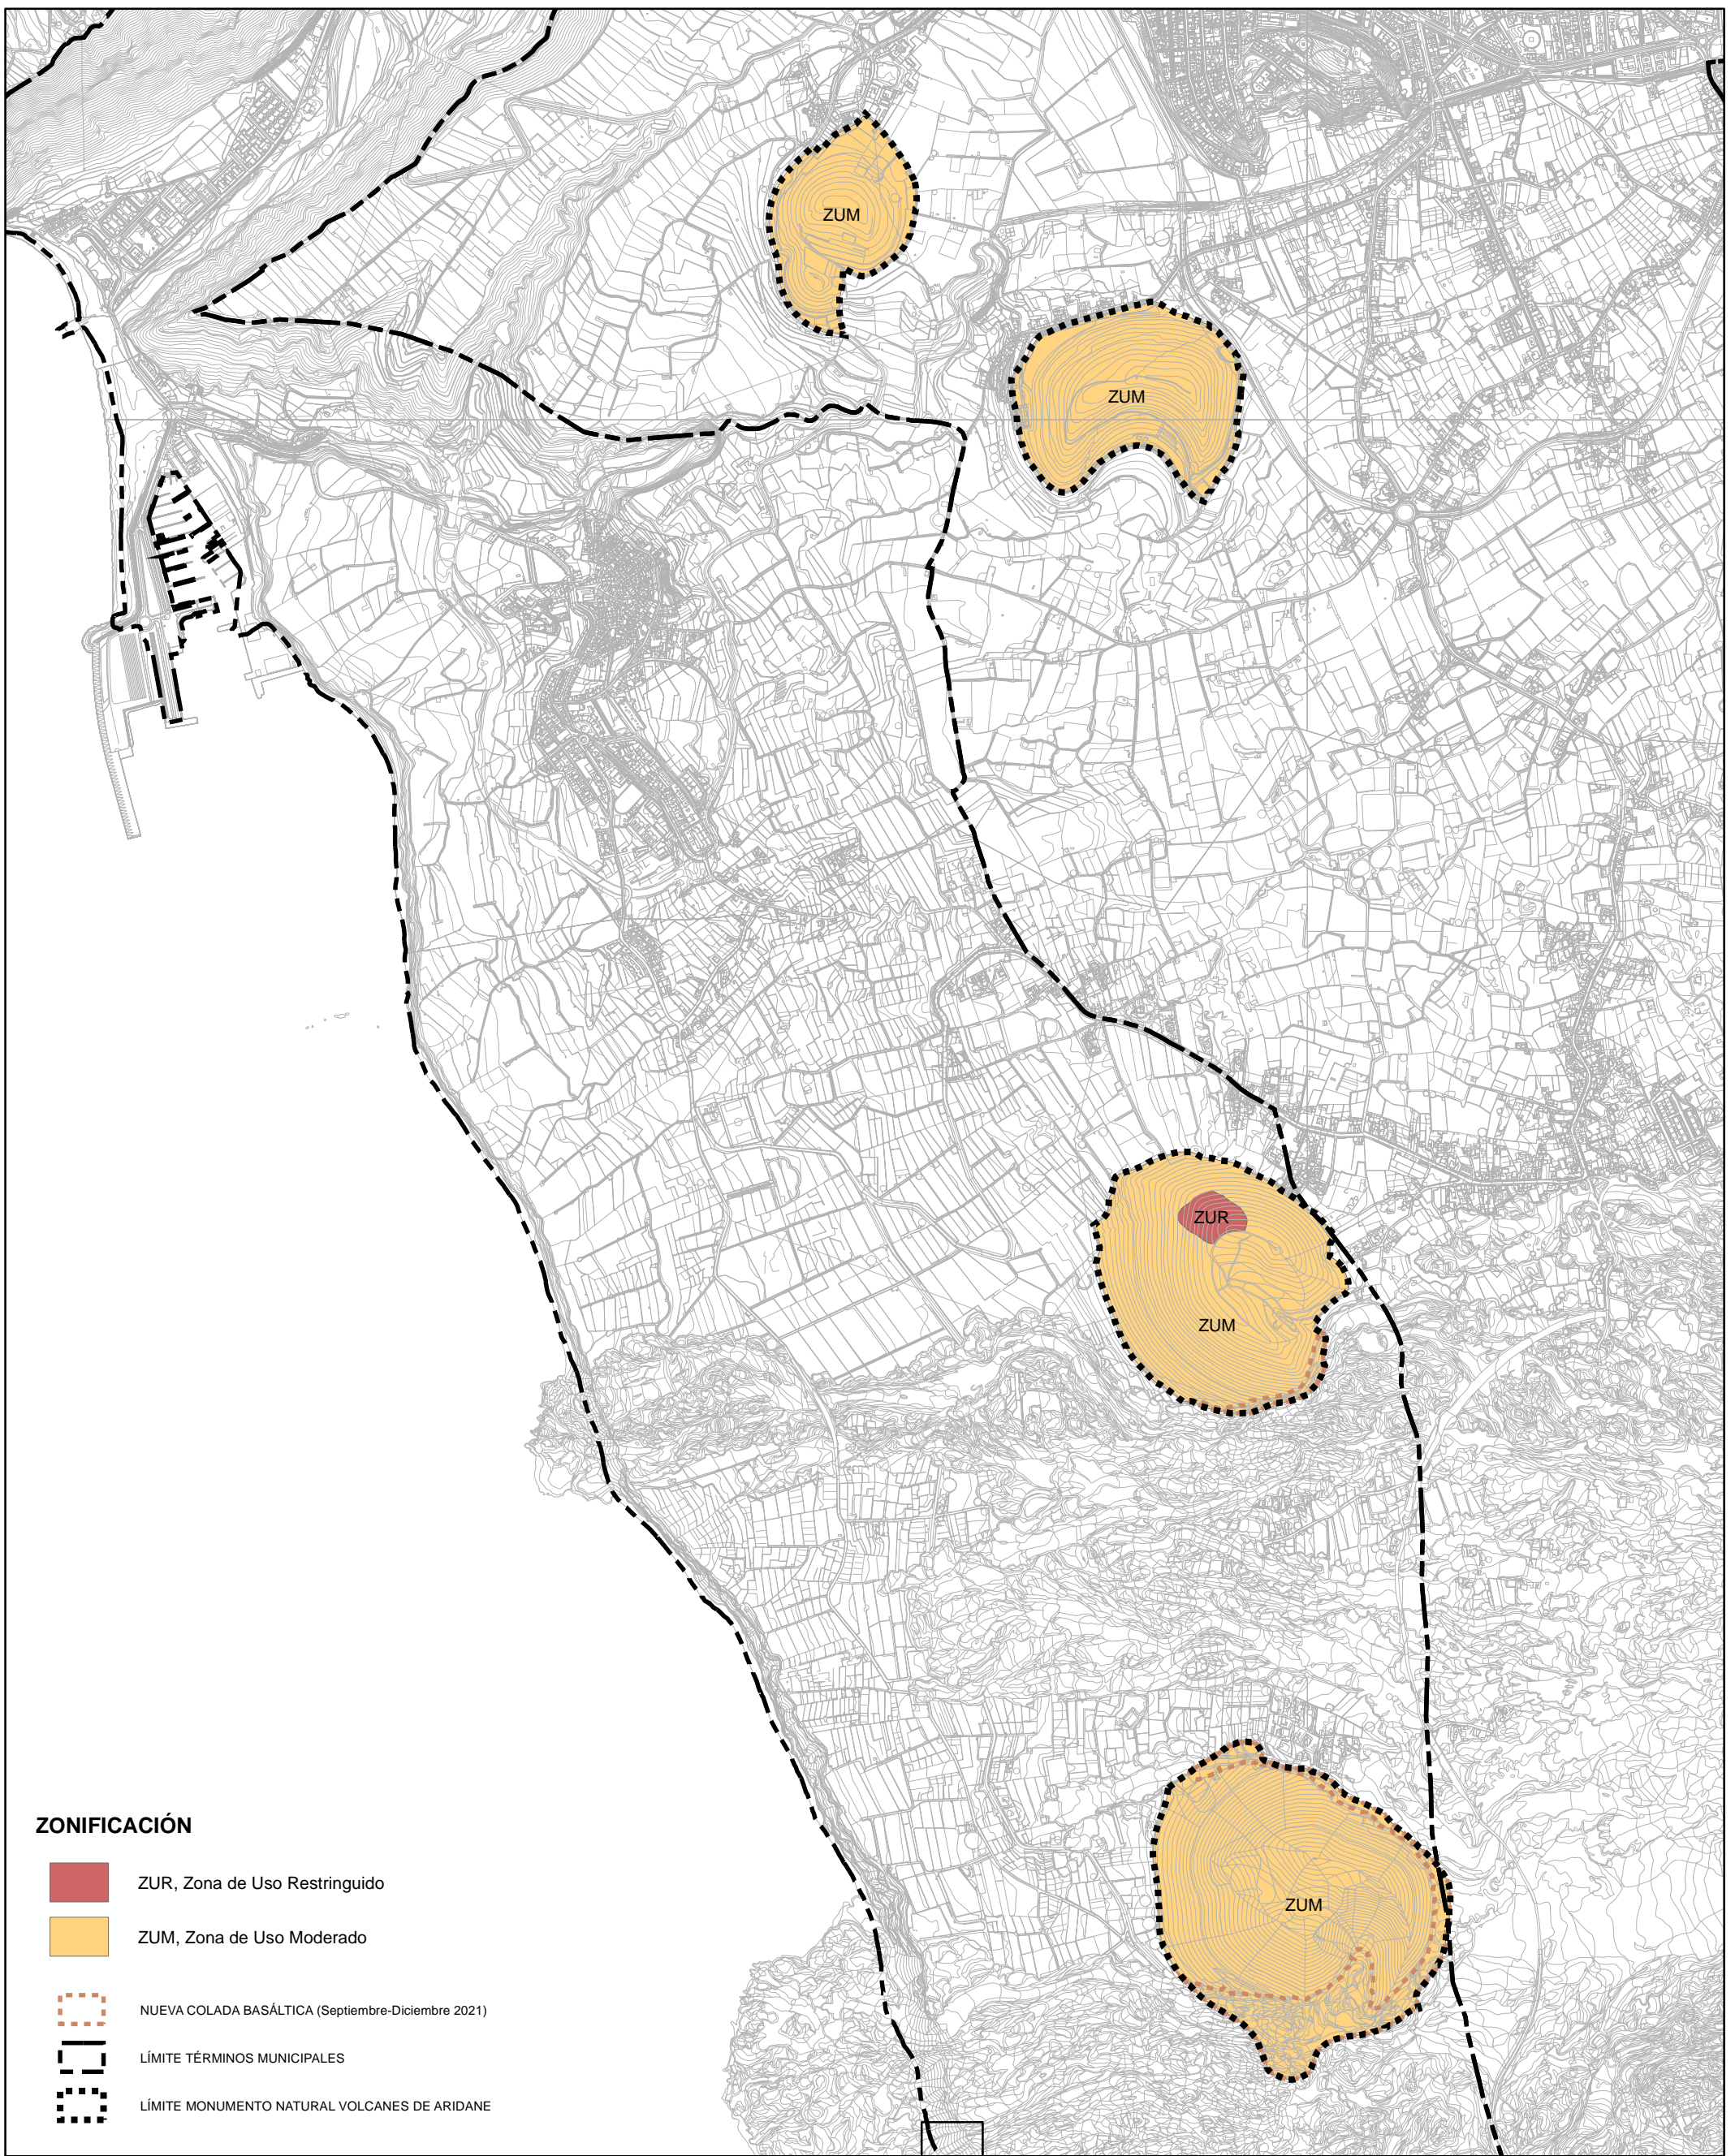 ZUM
ZUM
ZUR
ZUM
ZUM
ZONIFICACIÓN
ZUR, Zona de Uso Restringuido
ZUM, Zona de Uso Moderado
NUEVA COLADA BASÁLTICA (Septiembre-Diciembre 2021)
LÍMITE TÉRMINOS MUNICIPALES
LÍMITE MONUMENTO NATURAL VOLCANES DE ARIDANE